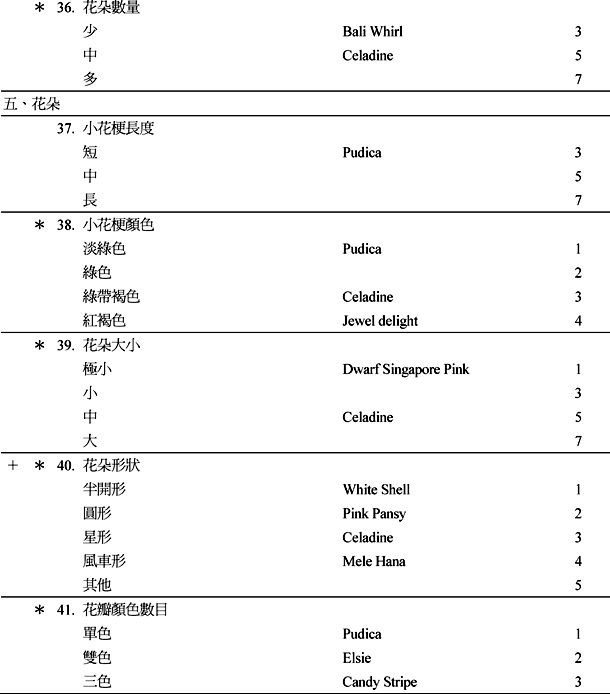 ＊ 36. 花朵數量
少 Bali Whirl 3
中 Celadine 5
多 7
五、花朵
37. 小花梗長度
短 Pudica 3
中 5
長 7
＊ 38. 小花梗顏色
淡綠色 Pudica 1
綠色 2
綠帶褐色 Celadine 3
紅褐色 Jewel delight 4
＊ 39. 花朵大小
極小 Dwarf Singapore Pink 1
小 3
中 Celadine 5
大 7
＋ ＊ 40. 花朵形狀
半開形 White Shell 1
圓形 Pink Pansy 2
星形 Celadine 3
風車形 Mele Hana 4
其他 5
＊ 41. 花瓣顏色數目
單色 Pudica 1
雙色 Elsie 2
三色 Candy Stripe 3